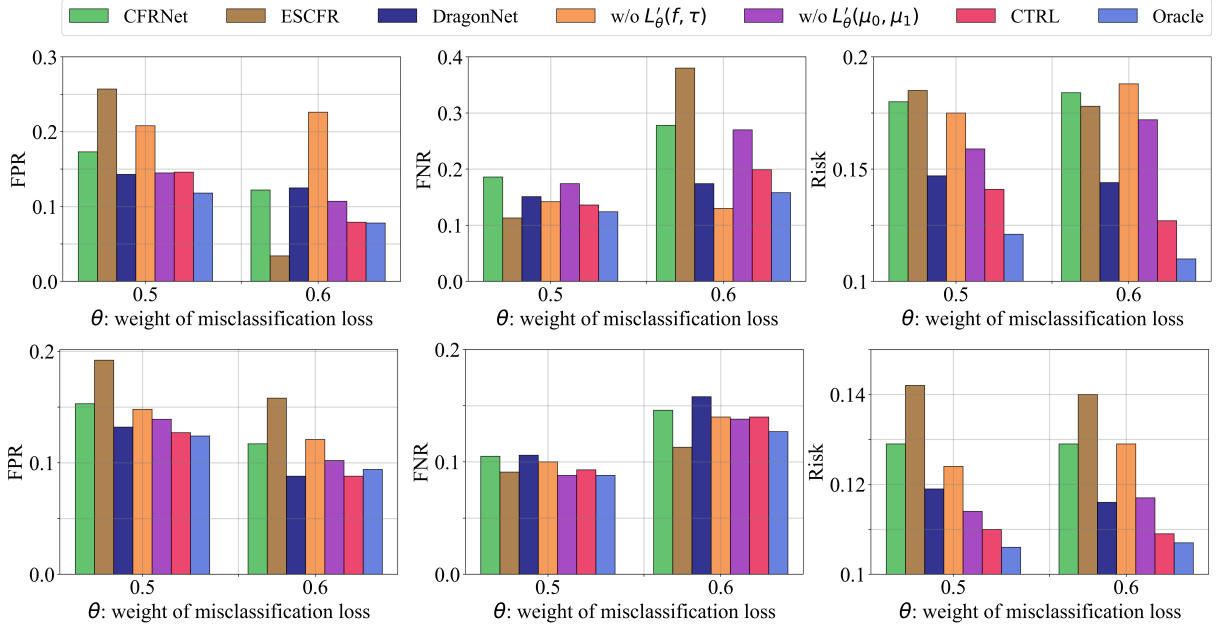 CFRNet ESCFR DragonNet w/o L′θ(f, τ) w/o L′θ(μ0, μ1) CTRL Oracle
0.3
0.2
0.1
0.0
FPR
0.5 0.6
θ: weight of misclassification loss
0.4
0.3
0.2
0.1
0.0
FNR
0.5 0.6
θ: weight of misclassification loss
0.2
0.15
0.1
Risk
0.5 0.6
θ: weight of misclassification loss
0.2
0.1
0.0
FPR
0.5 0.6
θ: weight of misclassification loss
0.2
0.1
0.0
FNR
0.5 0.6
θ: weight of misclassification loss
0.14
0.12
0.1
Risk
0.5 0.6
θ: weight of misclassification loss